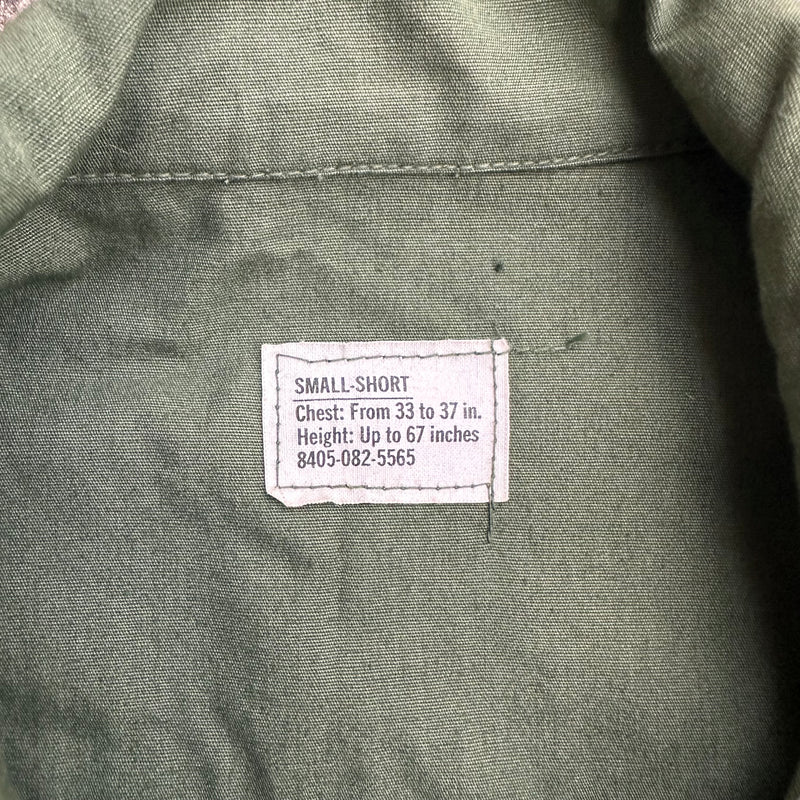 SMALL-SHORT
Chest: From 33 to 37 in.
Height: Up to 67 inches
8405-082-5565